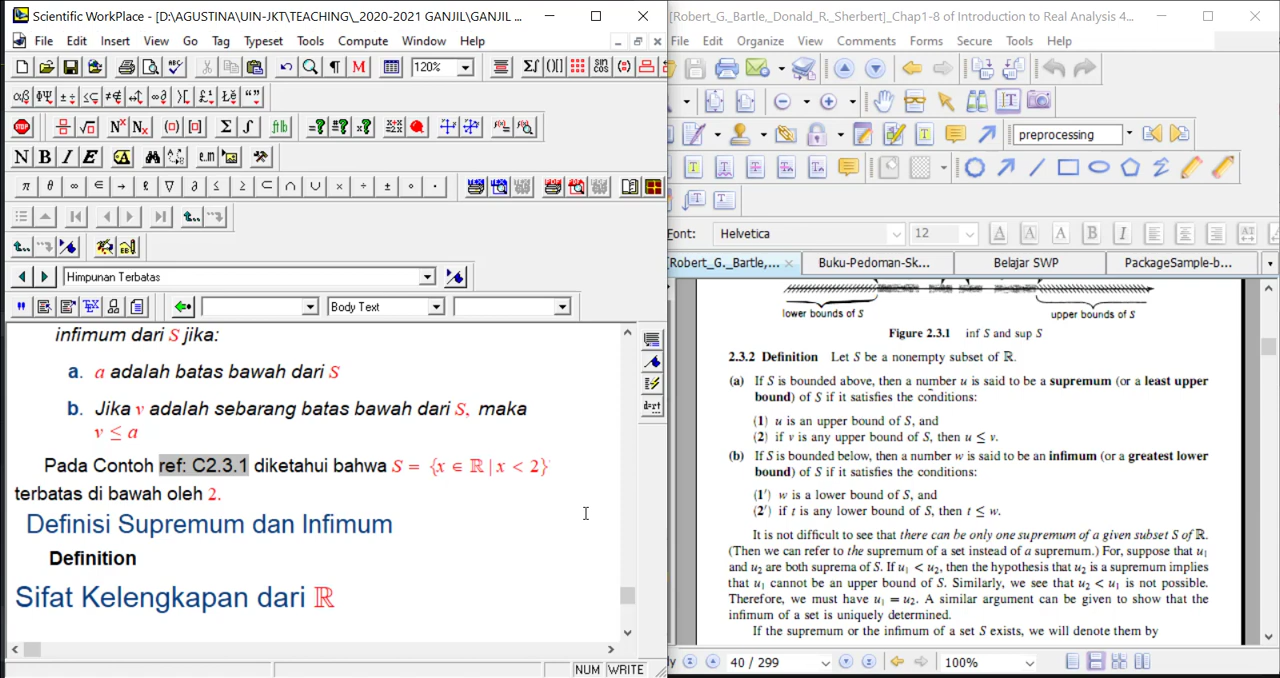 Scientific WorkPlace - [D:\AGUSTINA\UIN-JKT\TEACHING\_2020-2021 GANJIL\GANJIL ...
File Edit Insert View Go Tag Typeset Tools Compute Window Help
120%
Himpunan Terbatas
Body Text
infimum dari S jika:
a. a adalah batas bawah dari S
b. Jika v adalah sebarang batas bawah dari S, maka
v ≤ a
Pada Contoh ref: C2.3.1 diketahui bahwa S = {x ∈ ℝ | x < 2}
terbatas di bawah oleh 2.
Definisi Supremum dan Infimum
Definition
Sifat Kelengkapan dari ℝ
NUM WRITE
[Robert_G._Bartle,_Donald_R._Sherbert]_Chap1-8 of Introduction to Real Analysis 4...
File Edit Organize View Comments Forms Secure Tools Help
preprocessing
Font: Helvetica 12
[Robert_G._Bartle,... Buku-Pedoman-Sk... Belajar SWP PackageSample-b...
lower bounds of S upper bounds of S
Figure 2.3.1 inf S and sup S
2.3.2 Definition Let S be a nonempty subset of ℝ.
(a) If S is bounded above, then a number u is said to be a supremum (or a least upper
bound) of S if it satisfies the conditions:
(1) u is an upper bound of S, and
(2) if v is any upper bound of S, then u ≤ v.
(b) If S is bounded below, then a number w is said to be an infimum (or a greatest lower
bound) of S if it satisfies the conditions:
(1′) w is a lower bound of S, and
(2′) if t is any lower bound of S, then t ≤ w.
It is not difficult to see that there can be only one supremum of a given subset S of ℝ.
(Then we can refer to the supremum of a set instead of a supremum.) For, suppose that u₁
and u₂ are both suprema of S. If u₁ < u₂, then the hypothesis that u₂ is a supremum implies
that u₁ cannot be an upper bound of S. Similarly, we see that u₂ < u₁ is not possible.
Therefore, we must have u₁ = u₂. A similar argument can be given to show that the
infimum of a set is uniquely determined.
If the supremum or the infimum of a set S exists, we will denote them by
40 / 299 100%